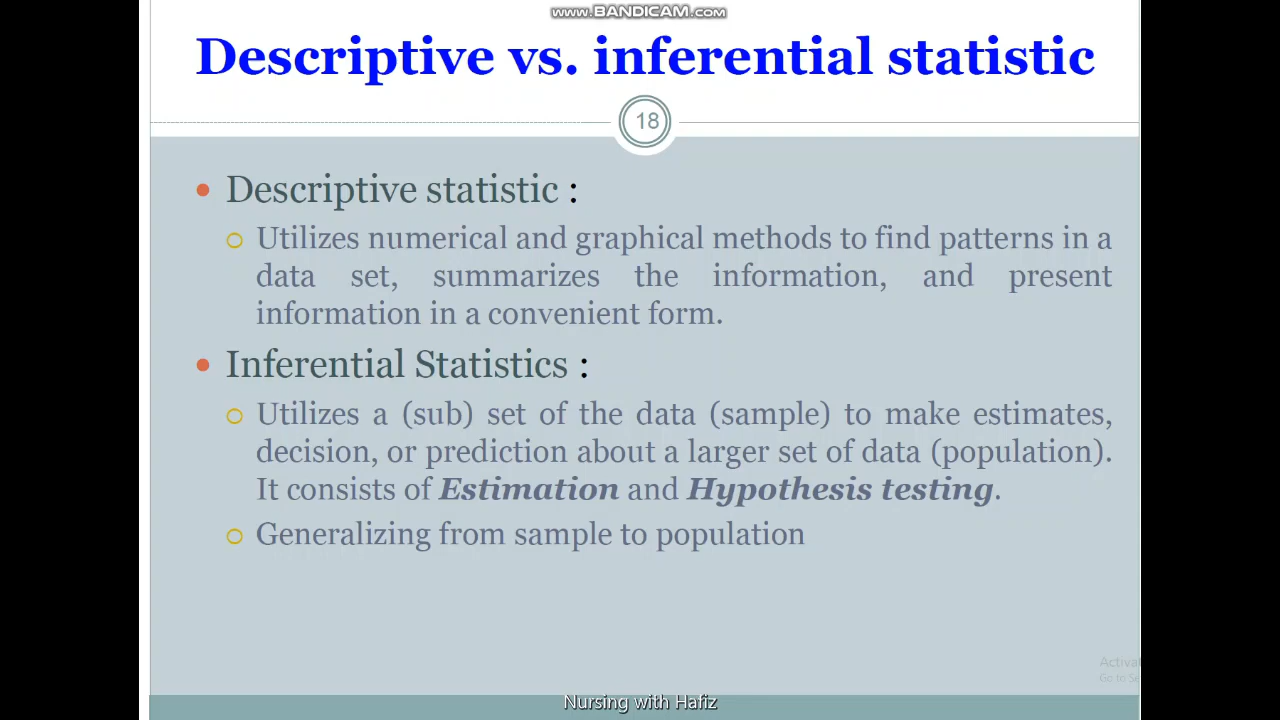 www.BANDICAM.com
Descriptive vs. inferential statistic
18
Descriptive statistic :
Utilizes numerical and graphical methods to find patterns in a
data set, summarizes the information, and present
information in a convenient form.
Inferential Statistics :
Utilizes a (sub) set of the data (sample) to make estimates,
decision, or prediction about a larger set of data (population).
It consists of Estimation and Hypothesis testing.
Generalizing from sample to population
Activat
Go to Se
Nursing with Hafiz